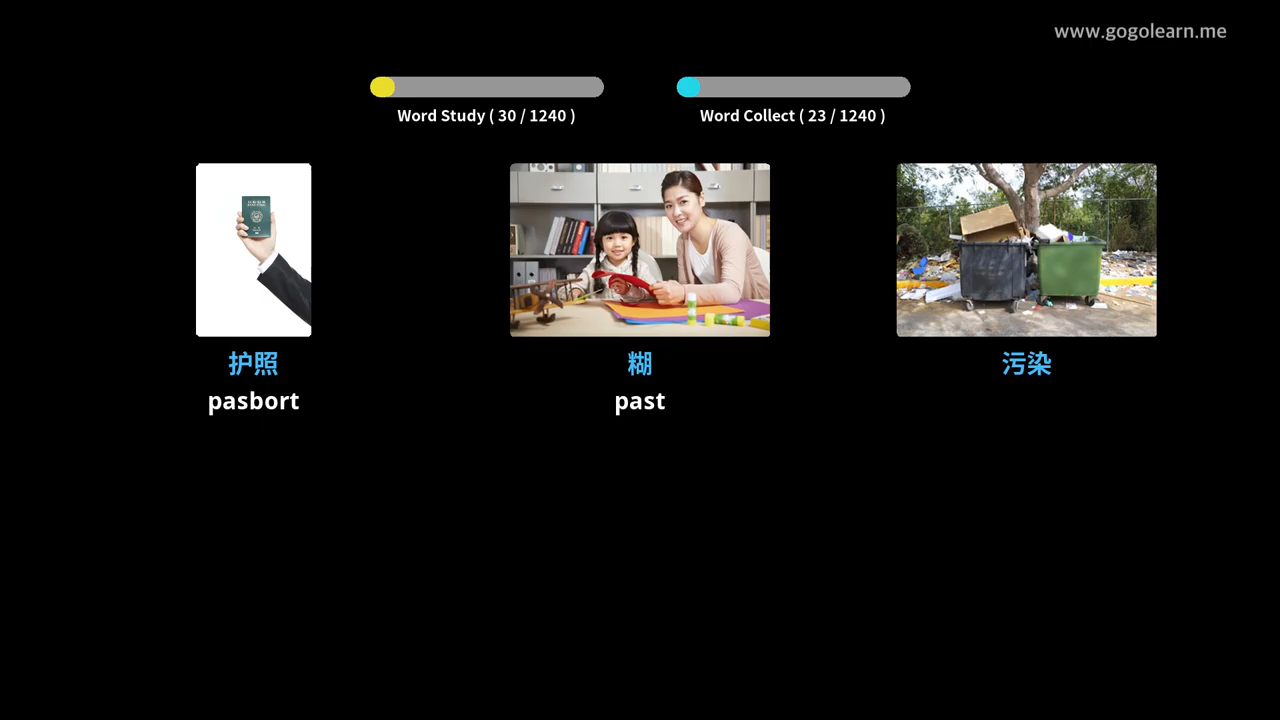 www.gogolearn.me
Word Study ( 30 / 1240 )
Word Collect ( 23 / 1240 )
护照
糊
污染
pasbort
past